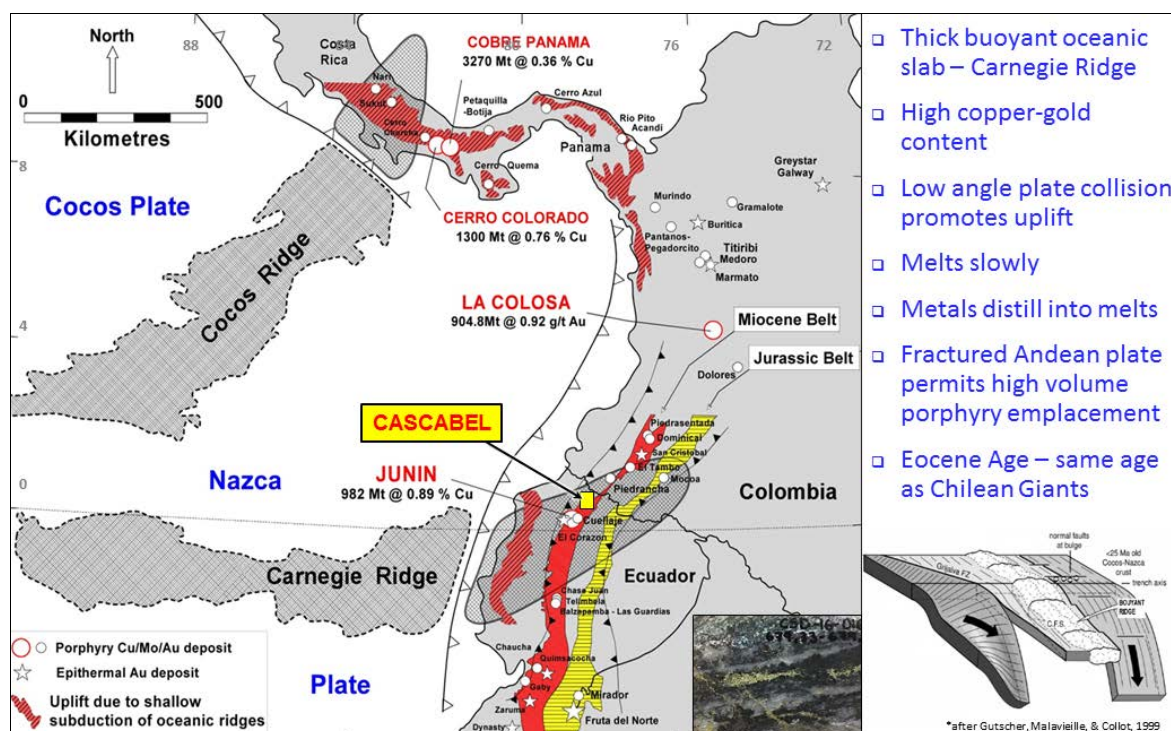 North
0 500
Kilometres
88
84
80
76
72
8
4
0
Costa
Rica
Nari
Sukut
Cerro
Chorcha
COBRE PANAMA
3270 Mt @ 0.36 % Cu
Petaquilla
-Botija
Cerro Azul
Rio Pito
Acandi
Panama
Cerro Quema
CERRO COLORADO
1300 Mt @ 0.76 % Cu
Cocos Plate
Cocos Ridge
Greystar
Galway
Murindo
Gramalote
Buritica
Pantanos-
Pegadorcito
Titiribi
Medoro
Marmato
LA COLOSA
904.8Mt @ 0.92 g/t Au
Miocene Belt
Jurassic Belt
Dolores
CASCABEL
Piedrasentada
Dominical
San Cristobal
El Tambo
Mocoa
Piedrancha
Colombia
Nazca
JUNIN
982 Mt @ 0.89 % Cu
Cuellaje
El Corazon
Carnegie Ridge
Ecuador
Chaso Juan
Telimbela
Balzapamba - Las Guardias
Chaucha
Quimsacocha
Gaby
Zaruma
Dynasty
Mirador
Fruta del Norte
Plate
Porphyry Cu/Mo/Au deposit
Epithermal Au deposit
Uplift due to shallow
subduction of oceanic ridges
Thick buoyant oceanic
slab – Carnegie Ridge
High copper-gold
content
Low angle plate collision
promotes uplift
Melts slowly
Metals distill into melts
Fractured Andean plate
permits high volume
porphyry emplacement
Eocene Age – same age
as Chilean Giants
normal faults
at bulge
<25 Ma old
Cocos-Nazca
crust
trench axis
Grijalva FZ
BOUYANT
RIDGE
C.F.S.
*after Gutscher, Malavieille, & Collot, 1999